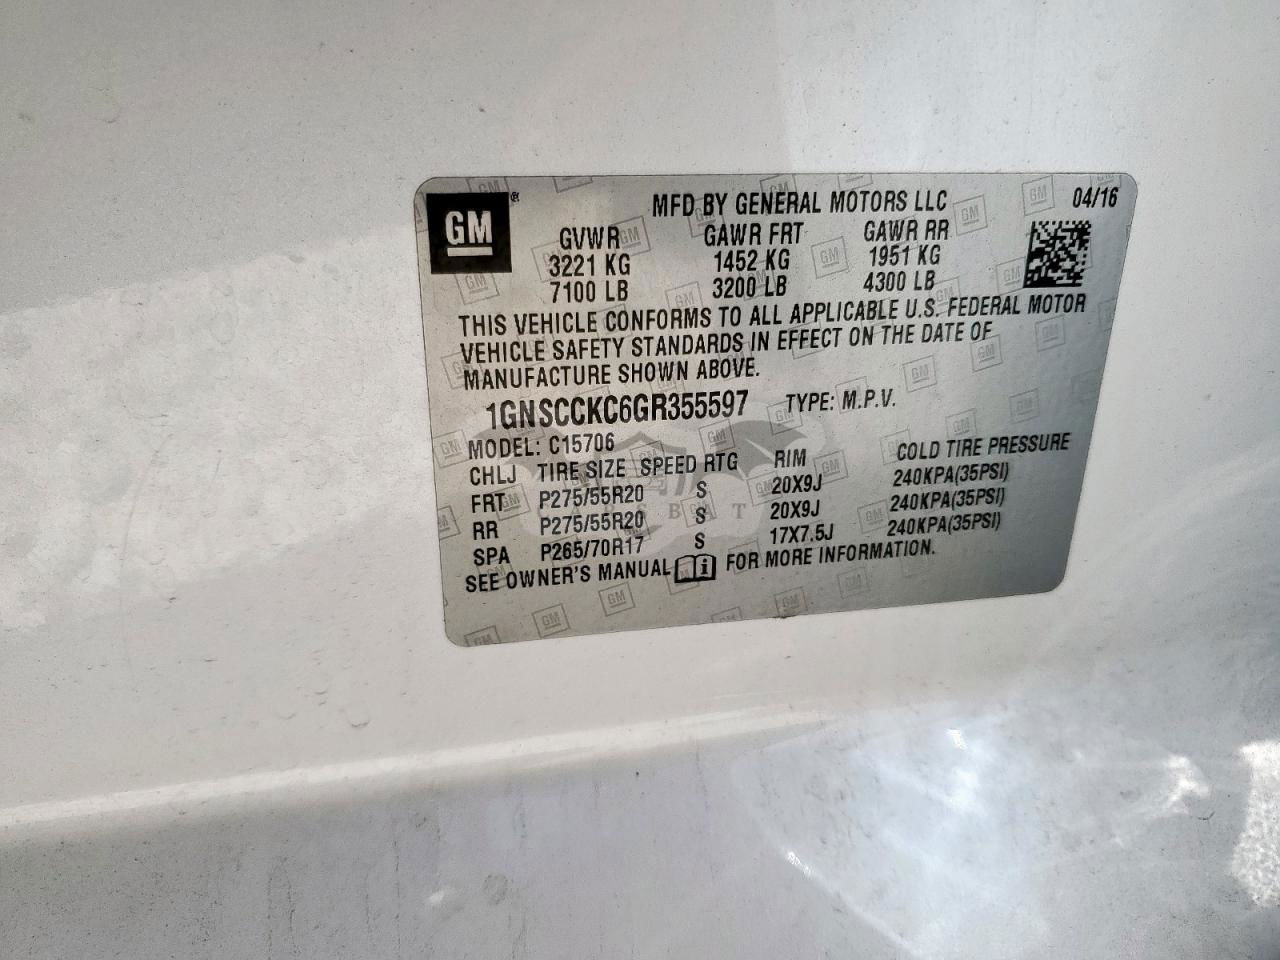 GM
MFD BY GENERAL MOTORS LLC 04/16
GVWR GAWR FRT GAWR RR
3221 KG 1452 KG 1951 KG
7100 LB 3200 LB 4300 LB
THIS VEHICLE CONFORMS TO ALL APPLICABLE U.S. FEDERAL MOTOR
VEHICLE SAFETY STANDARDS IN EFFECT ON THE DATE OF
MANUFACTURE SHOWN ABOVE.
1GNSCCKC6GR355597 TYPE: M.P.V.
MODEL: C15706
CHLJ TIRE SIZE SPEED RTG RIM COLD TIRE PRESSURE
FRT P275/55R20 S 20X9J 240KPA(35PSI)
RR P275/55R20 S 20X9J 240KPA(35PSI)
SPA P265/70R17 S 17X7.5J 240KPA(35PSI)
SEE OWNER'S MANUAL FOR MORE INFORMATION.